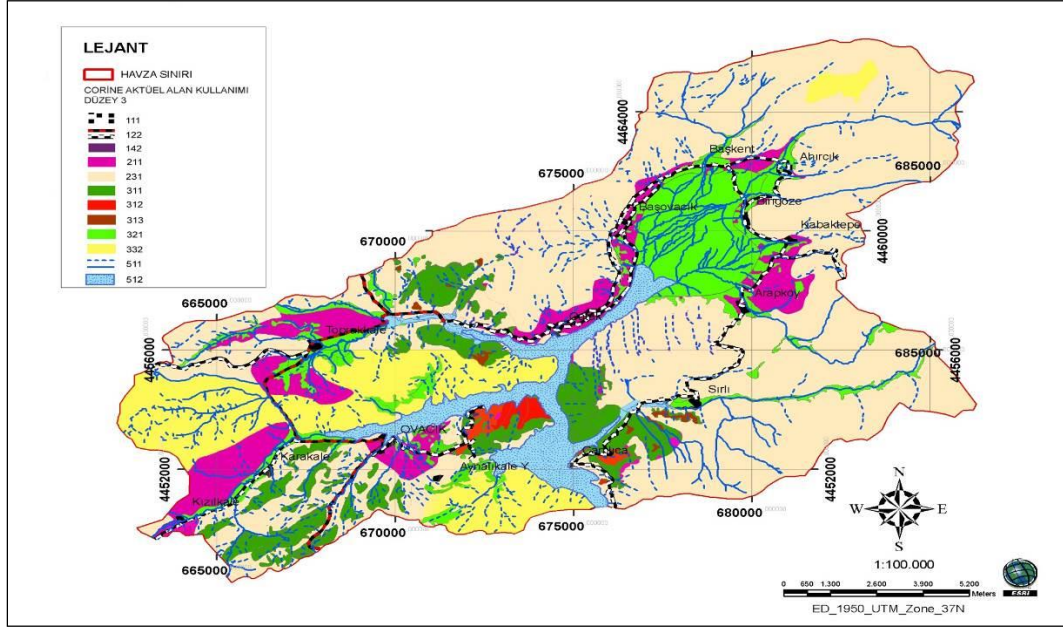 LEJANT
HAVZA SINIRI
CORİNE AKTÜEL ALAN KULLANIMI
DÜZEY 3
111
122
142
211
231
311
312
313
321
332
511
512
4464000
685000
Başkent
Ahırcık
675000
Başovacık
Bingöze
Kabaktepe
4460000
670000
665000
Arapköy
Toprakkale
4456000
685000
4456000
Sırlı
OVACIK
Çamlıca
Karakale
Aynalıkale Y.
4452000
4452000
Kızılkale
670000
675000
680000
665000
N
W
E
S
1:100.000
0 650 1.300 2.600 3.900 5.200
Meters
ESRI
ED_1950_UTM_Zone_37N